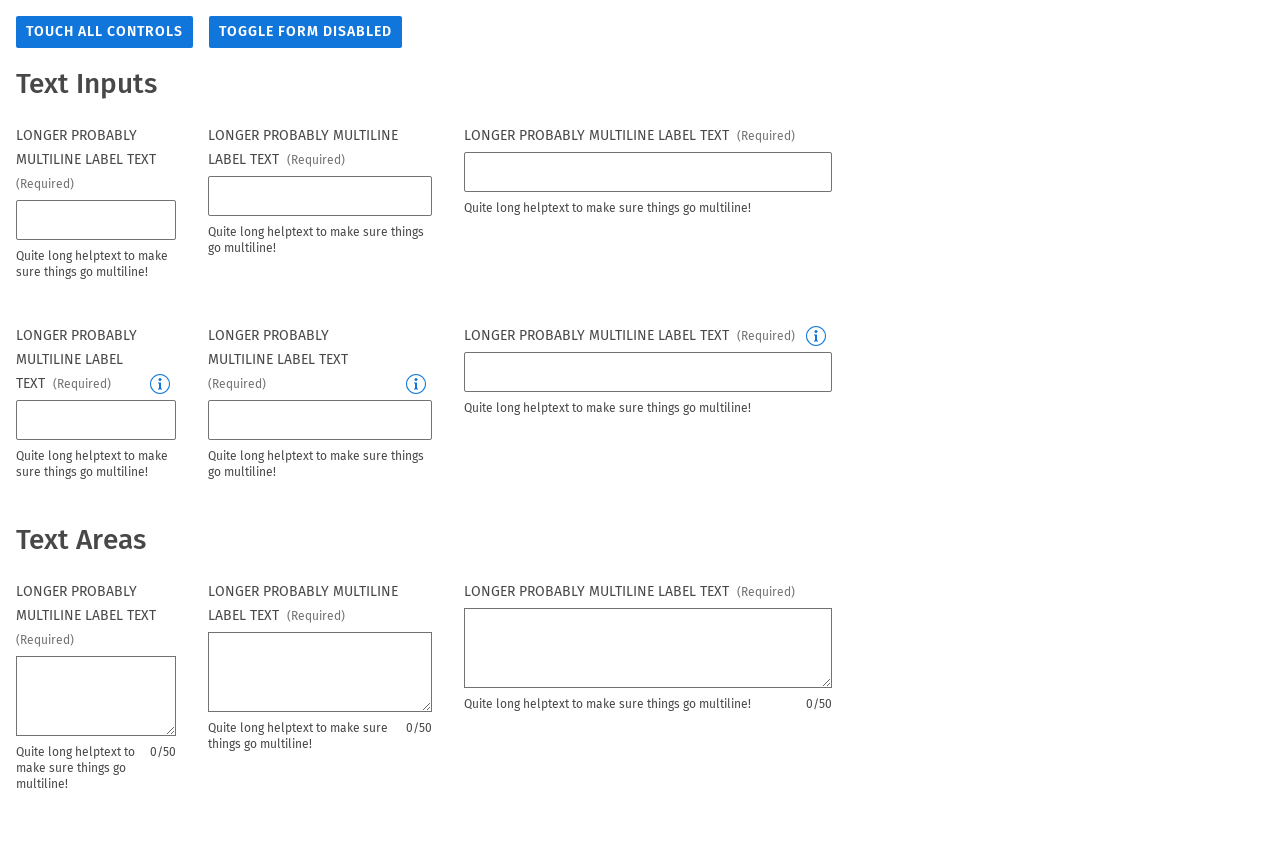 TOUCH ALL CONTROLS
TOGGLE FORM DISABLED
Text Inputs
LONGER PROBABLY
MULTILINE LABEL TEXT
(Required)
Quite long helptext to make
sure things go multiline!
LONGER PROBABLY MULTILINE
LABEL TEXT (Required)
Quite long helptext to make sure things
go multiline!
LONGER PROBABLY MULTILINE LABEL TEXT (Required)
Quite long helptext to make sure things go multiline!
LONGER PROBABLY
MULTILINE LABEL
TEXT (Required)
Quite long helptext to make
sure things go multiline!
LONGER PROBABLY
MULTILINE LABEL TEXT
(Required)
Quite long helptext to make sure things
go multiline!
LONGER PROBABLY MULTILINE LABEL TEXT (Required)
Quite long helptext to make sure things go multiline!
Text Areas
LONGER PROBABLY
MULTILINE LABEL TEXT
(Required)
Quite long helptext to 0/50
make sure things go
multiline!
LONGER PROBABLY MULTILINE
LABEL TEXT (Required)
Quite long helptext to make sure 0/50
things go multiline!
LONGER PROBABLY MULTILINE LABEL TEXT (Required)
Quite long helptext to make sure things go multiline! 0/50